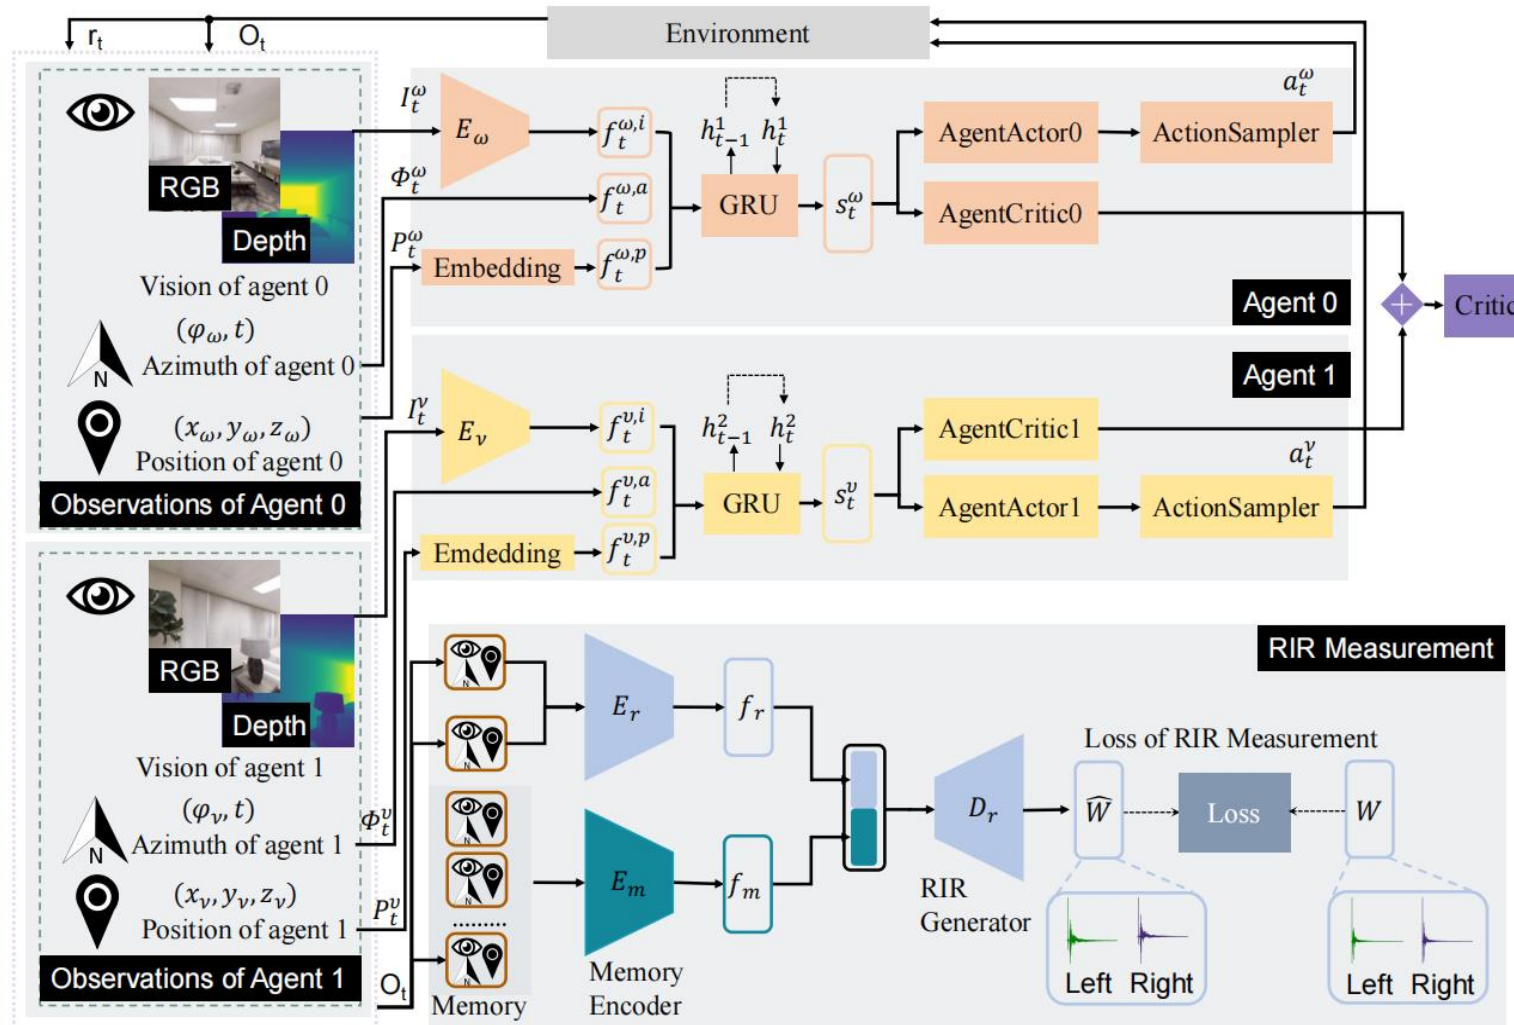 r_t
O_t
Environment
RGB
Depth
Vision of agent 0
(φ_ω, t)
Azimuth of agent 0
N
(x_ω, y_ω, z_ω)
Position of agent 0
Observations of Agent 0
I_t^ω
E_ω
f_t^{ω,i}
Φ_t^ω
f_t^{ω,a}
P_t^ω
Embedding
f_t^{ω,p}
h_{t-1}^1
h_t^1
GRU
s_t^ω
AgentActor0
ActionSampler
a_t^ω
AgentCritic0
Agent 0
+
Critic
Agent 1
I_t^ν
E_ν
f_t^{υ,i}
f_t^{υ,a}
Emdedding
f_t^{υ,p}
h_{t-1}^2
h_t^2
GRU
s_t^υ
AgentCritic1
a_t^ν
AgentActor1
ActionSampler
RGB
Depth
Vision of agent 1
(φ_ν, t)
Φ_t^υ
Azimuth of agent 1
N
(x_ν, y_ν, z_ν)
P_t^υ
Position of agent 1
Observations of Agent 1
O_t
RIR Measurement
N
N
N
N
.........
N
Memory
E_r
f_r
E_m
f_m
Memory
Encoder
D_r
RIR
Generator
Loss of RIR Measurement
Ŵ
Loss
W
Left Right
Left Right